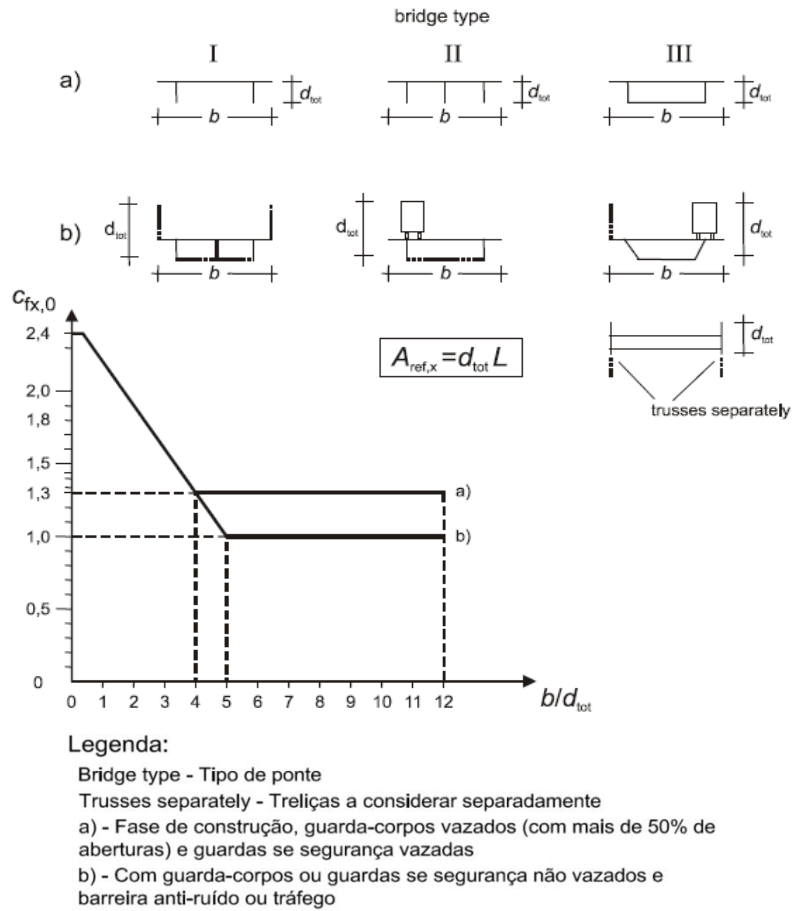 bridge type
I II III
a)
d_tot d_tot d_tot
b b b
b)
d_tot d_tot d_tot
b b b
c_fx,0
2,4
2,0
1,8
1,5
1,3
1,0
0,5
0
A_ref,x = d_tot L
d_tot
trusses separately
a)
b)
0 1 2 3 4 5 6 7 8 9 10 11 12
b/d_tot
Legenda:
Bridge type - Tipo de ponte
Trusses separately - Treliças a considerar separadamente
a) - Fase de construção, guarda-corpos vazados (com mais de 50% de
aberturas) e guardas se segurança vazadas
b) - Com guarda-corpos ou guardas se segurança não vazados e
barreira anti-ruído ou tráfego